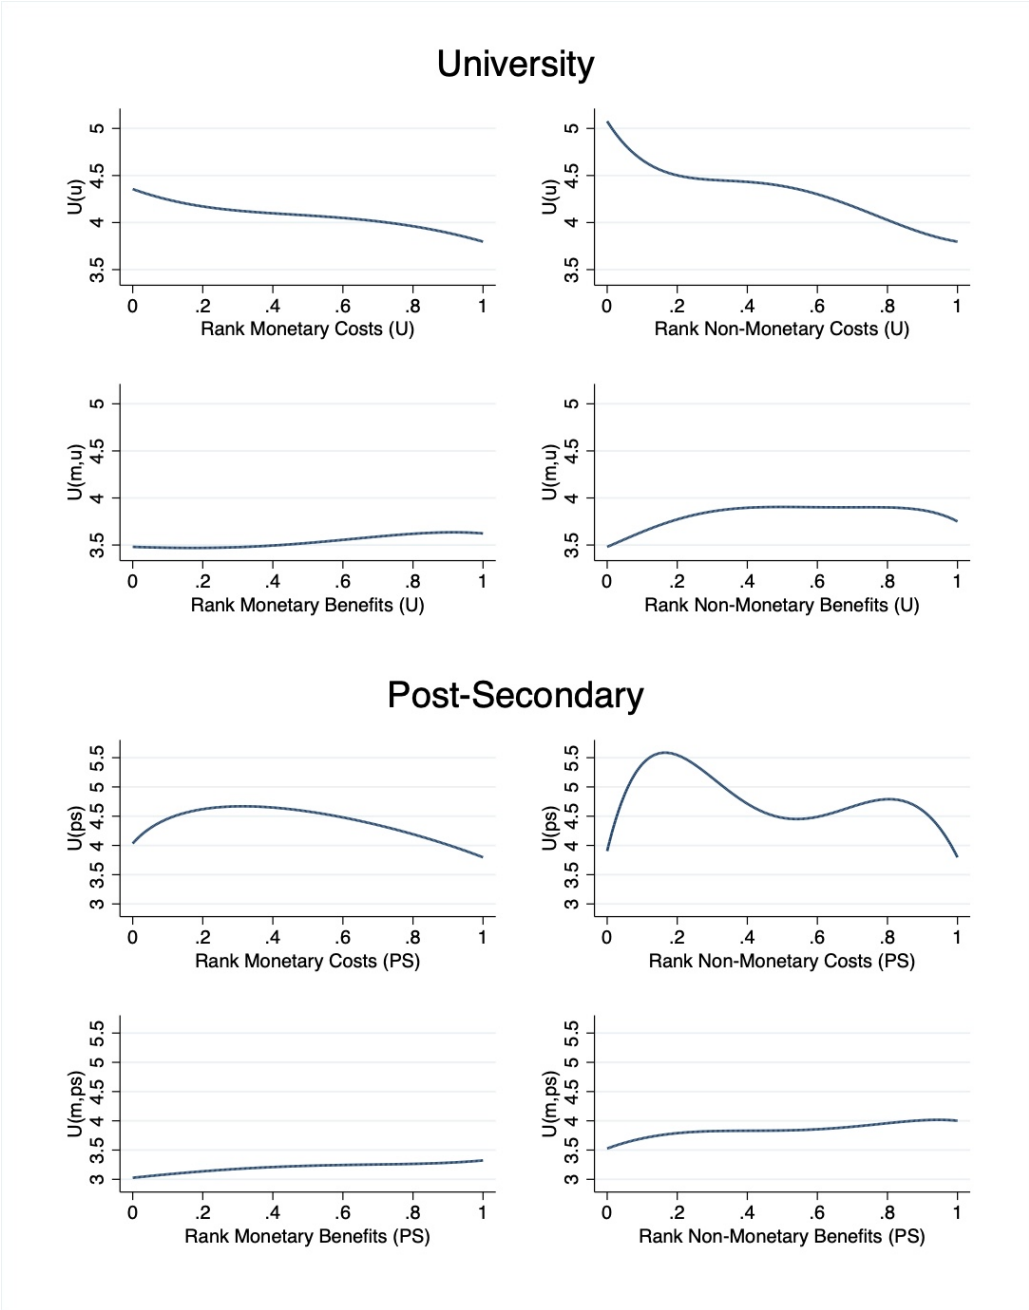 University
U(u)
5
4.5
4
3.5
0 .2 .4 .6 .8 1
Rank Monetary Costs (U)
U(u)
5
4.5
4
3.5
0 .2 .4 .6 .8 1
Rank Non-Monetary Costs (U)
U(m,u)
5
4.5
4
3.5
0 .2 .4 .6 .8 1
Rank Monetary Benefits (U)
U(m,u)
5
4.5
4
3.5
0 .2 .4 .6 .8 1
Rank Non-Monetary Benefits (U)
Post-Secondary
U(ps)
5.5
5
4.5
4
3.5
3
0 .2 .4 .6 .8 1
Rank Monetary Costs (PS)
U(ps)
5.5
5
4.5
4
3.5
3
0 .2 .4 .6 .8 1
Rank Non-Monetary Costs (PS)
U(m,ps)
5.5
5
4.5
4
3.5
3
0 .2 .4 .6 .8 1
Rank Monetary Benefits (PS)
U(m,ps)
5.5
5
4.5
4
3.5
3
0 .2 .4 .6 .8 1
Rank Non-Monetary Benefits (PS)